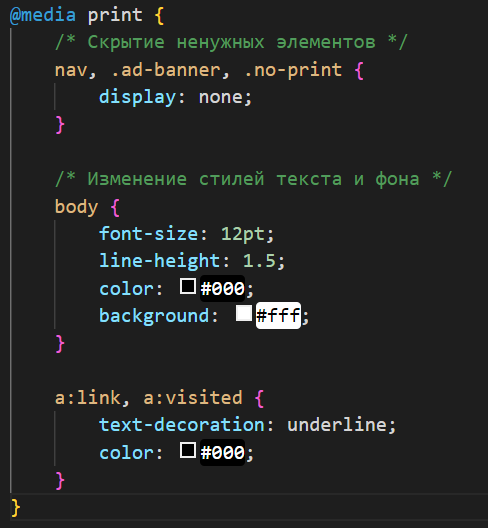 @media print {
/* Скрытие ненужных элементов */
nav, .ad-banner, .no-print {
display: none;
}
/* Изменение стилей текста и фона */
body {
font-size: 12pt;
line-height: 1.5;
color: #000;
background: #fff;
}
a:link, a:visited {
text-decoration: underline;
color: #000;
}
}